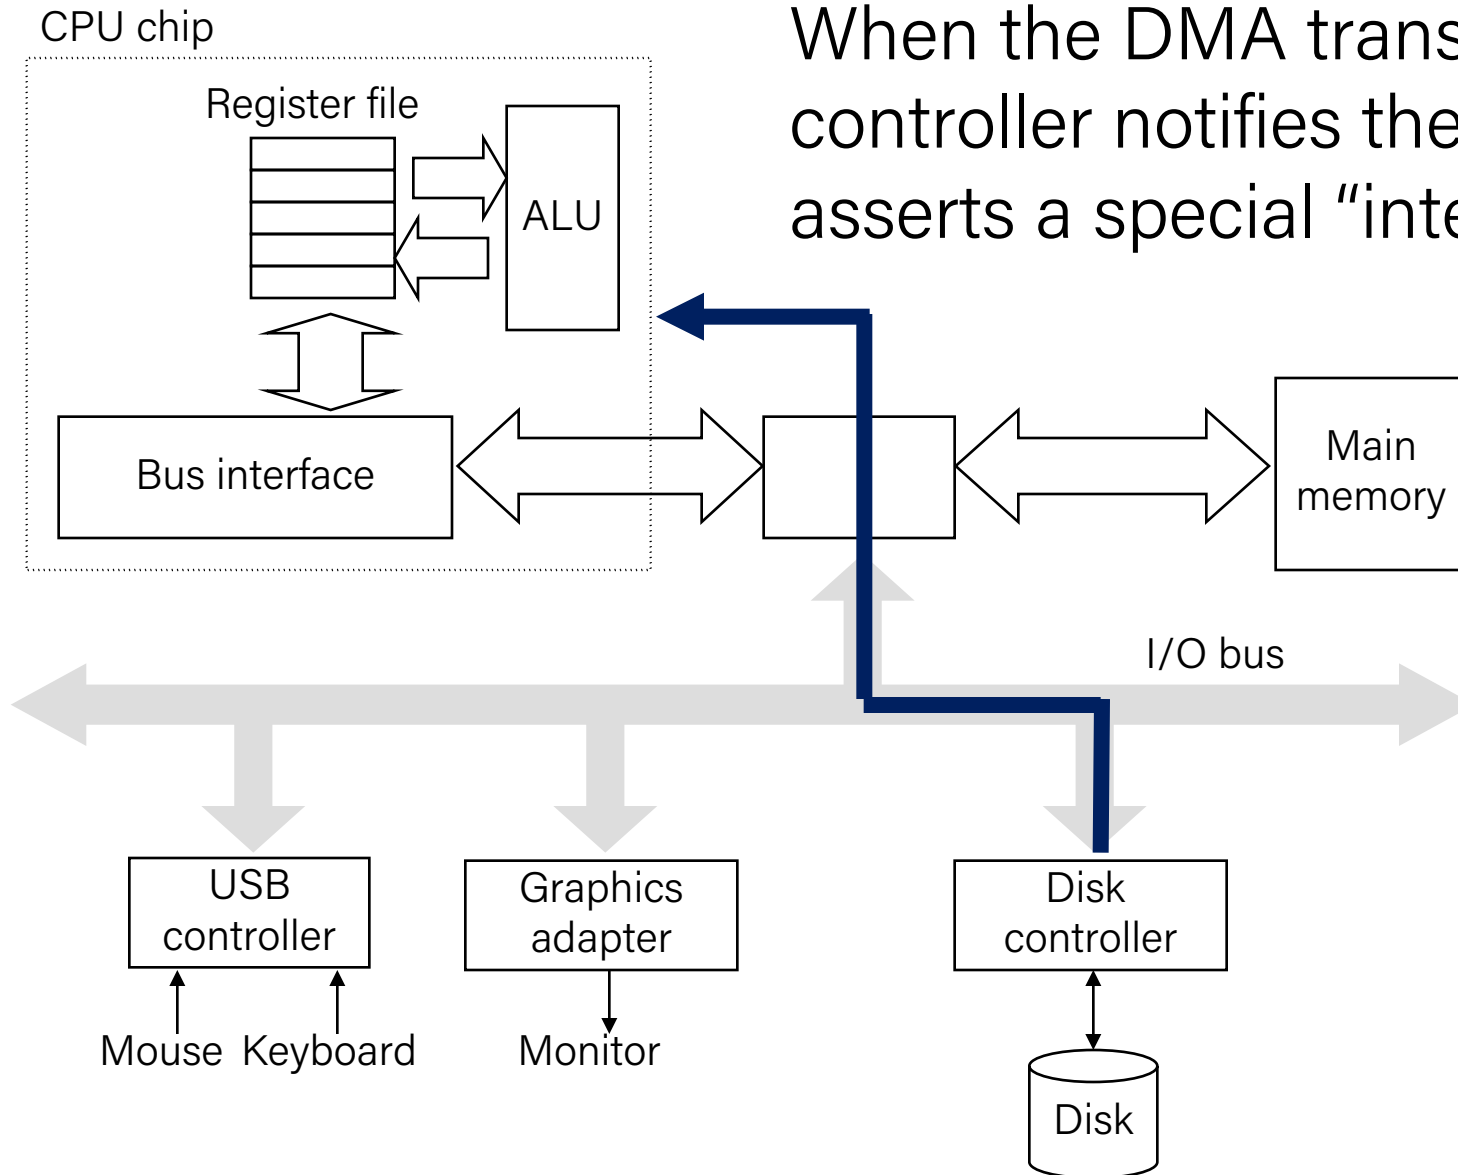 CPU chip
When the DMA trans
controller notifies the
asserts a special “inte
Register file
ALU
Bus interface
Main
memory
I/O bus
USB
controller
Graphics
adapter
Disk
controller
Mouse Keyboard
Monitor
Disk